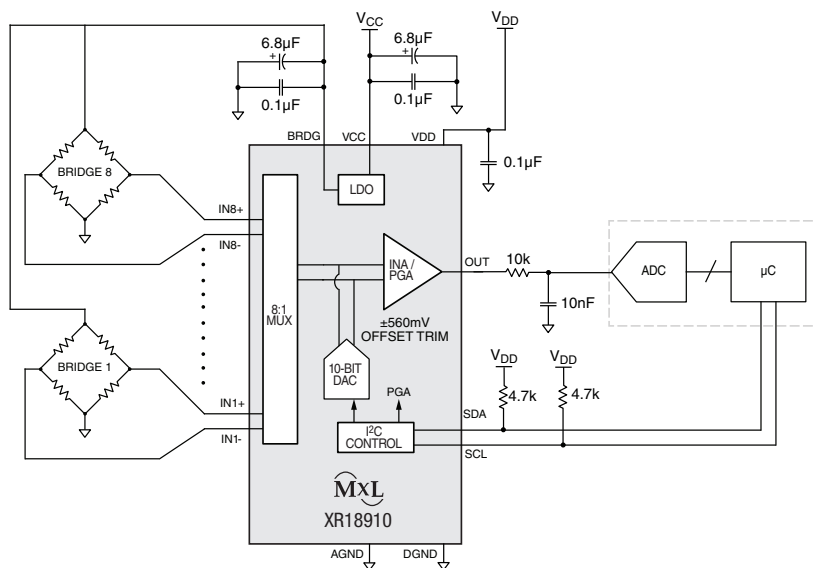 VCC
VDD
6.8µF
+
0.1µF
6.8µF
+
0.1µF
BRDG
VCC
VDD
0.1µF
LDO
BRIDGE 8
IN8+
IN8-
8:1
MUX
INA /
PGA
OUT
10k
10nF
ADC
µC
±560mV
OFFSET TRIM
10-BIT
DAC
BRIDGE 1
IN1+
IN1-
PGA
I²C
CONTROL
VDD
VDD
4.7k
4.7k
SDA
SCL
MxL
XR18910
AGND
DGND